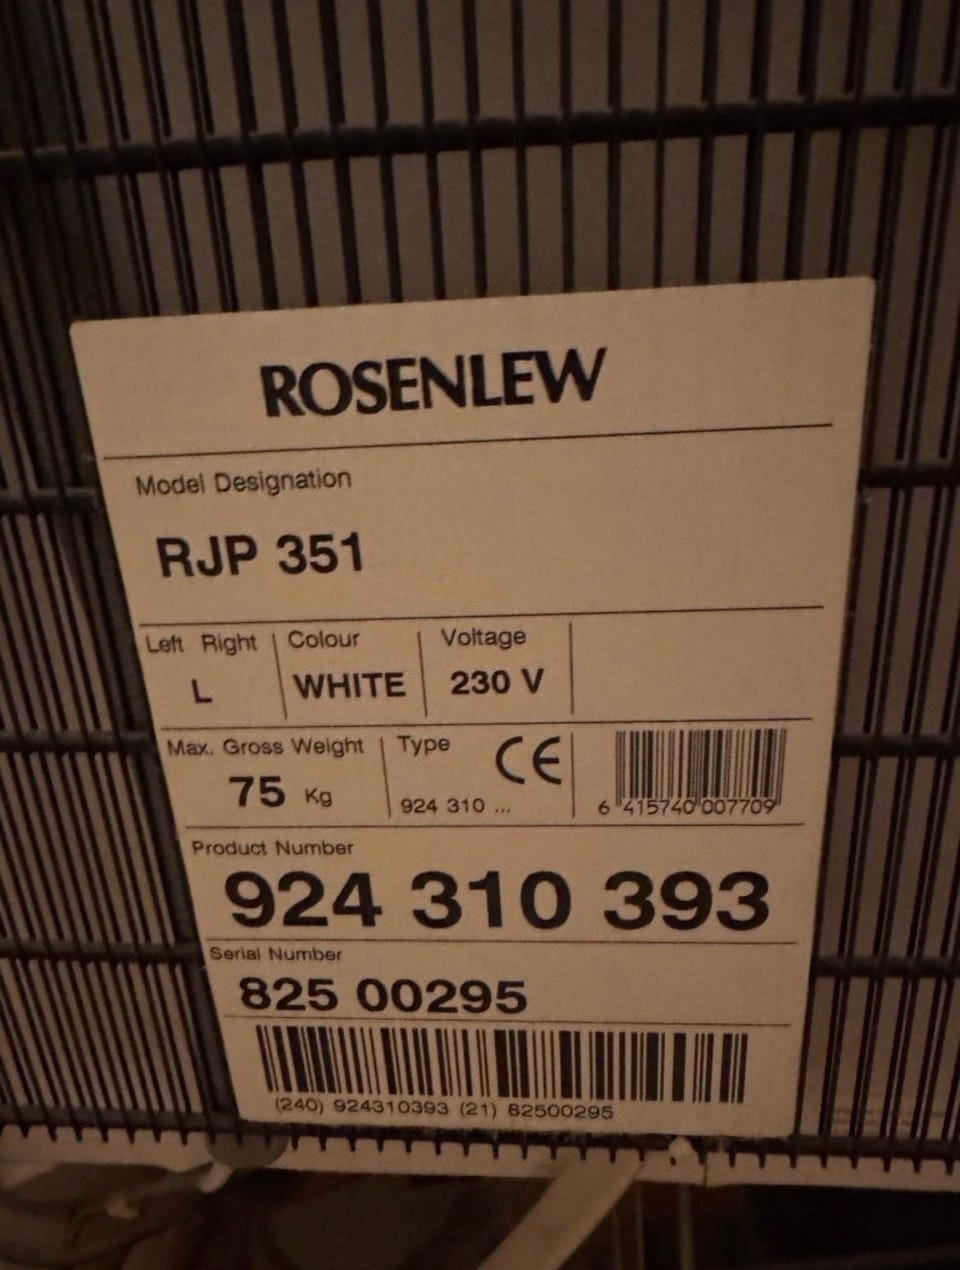 ROSENLEW
Model Designation
RJP 351
Left Right Colour Voltage
L WHITE 230 V
Max. Gross Weight Type CE
75 Kg 924 310 ... 6 415740 007709
Product Number
924 310 393
Serial Number
825 00295
(240) 924310393 (21) 82500295